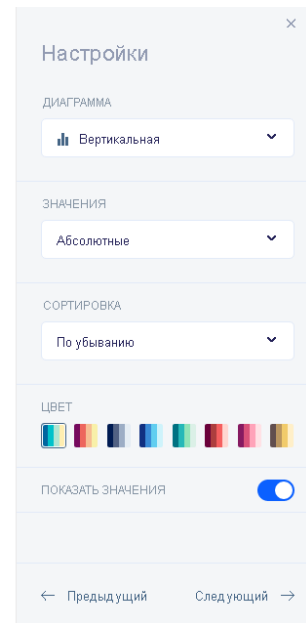 Настройки
ДИАГРАММА
Вертикальная
ЗНАЧЕНИЯ
Абсолютные
СОРТИРОВКА
По убыванию
ЦВЕТ
ПОКАЗАТЬ ЗНАЧЕНИЯ
← Предыдущий Следующий →